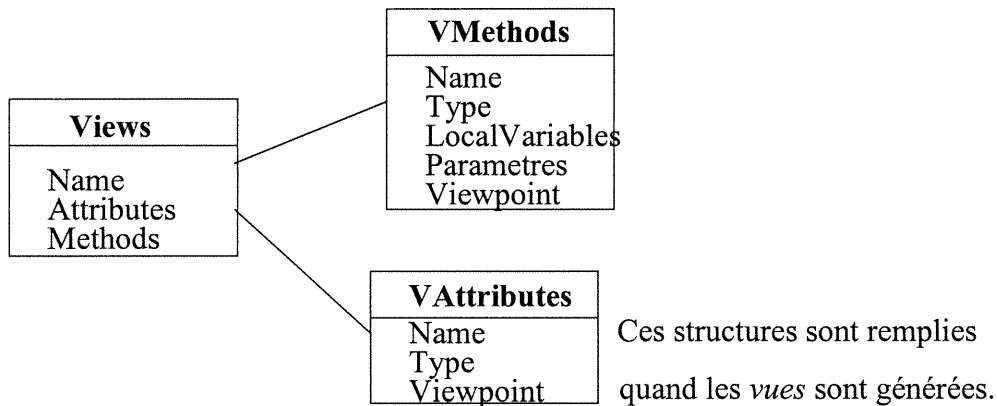 Views
Name
Attributes
Methods
VMethods
Name
Type
LocalVariables
Parametres
Viewpoint
VAttributes
Name
Type
Viewpoint
Ces structures sont remplies
quand les vues sont générées.